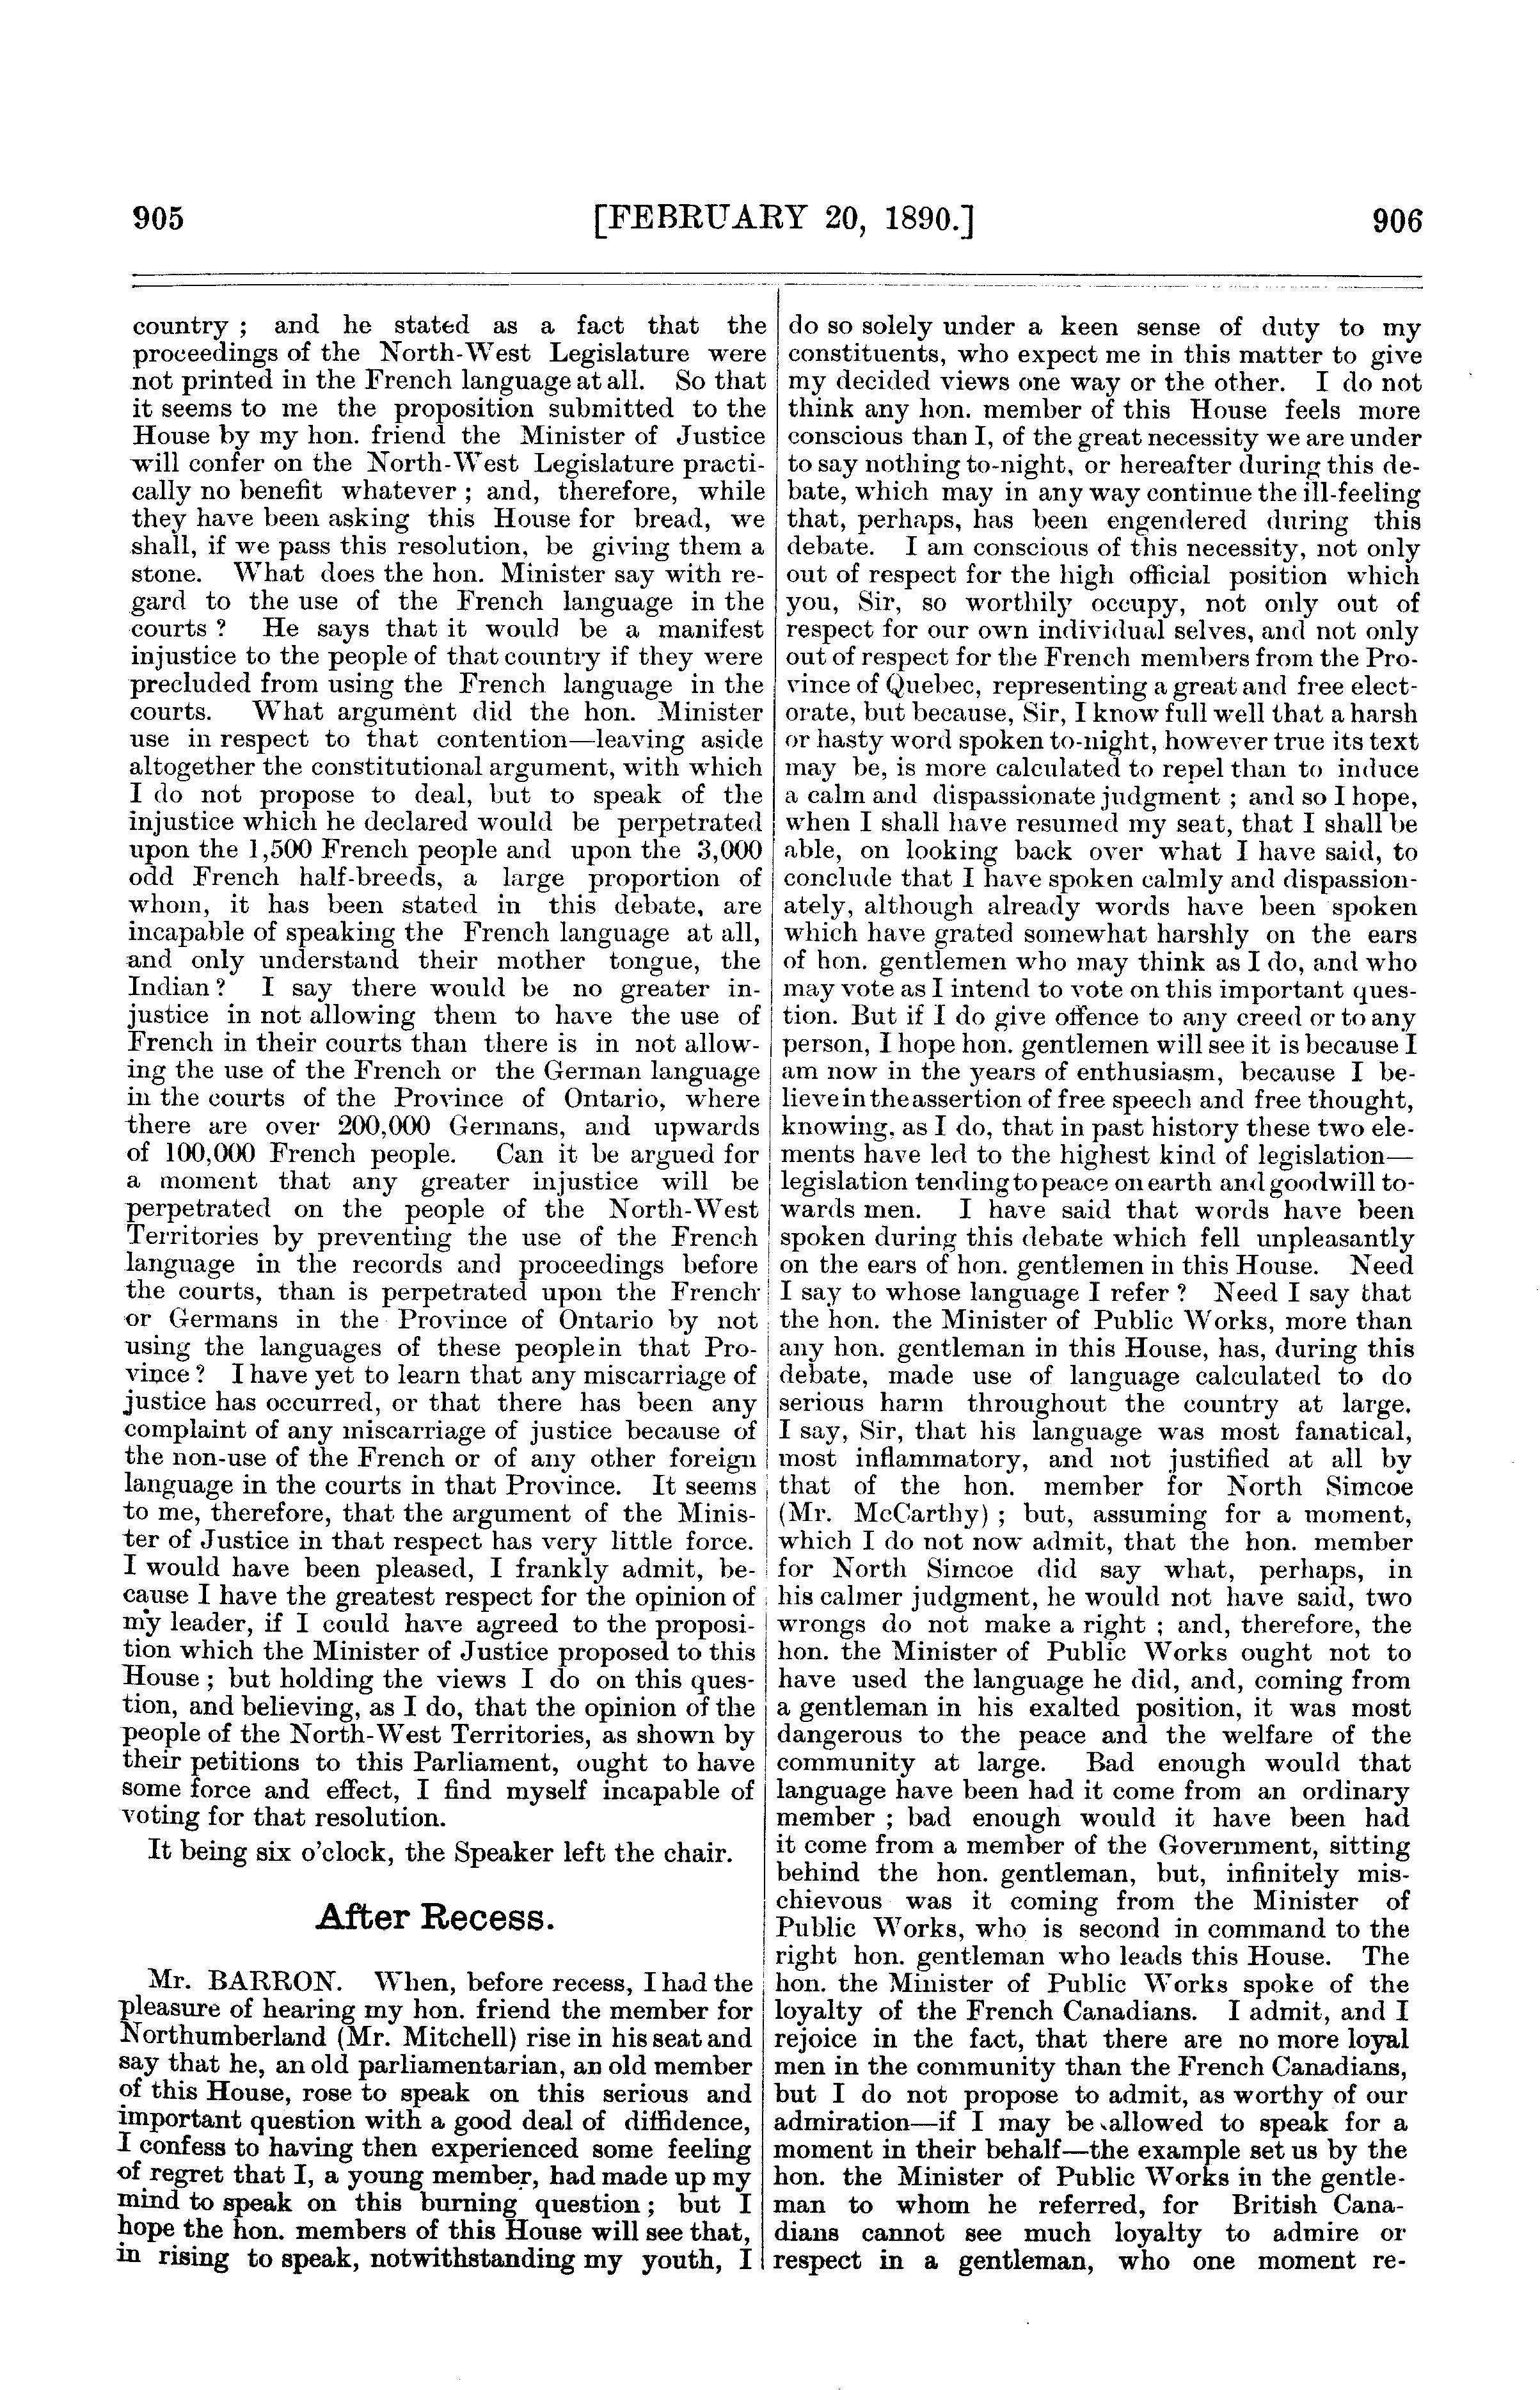 905
[FEBRUARY 20, 1890.]
906
country ; and he stated as a fact that the
proceedings of the North-West Legislature were
not printed in the French language at all. So that
it seems to me the proposition submitted to the
House by my hon. friend the Minister of Justice
will confer on the North-West Legislature practi-
cally no benefit whatever ; and, therefore, while
they have been asking this House for bread, we
shall, if we pass this resolution, be giving them a
stone. What does the hon. Minister say with re-
gard to the use of the French language in the
courts ? He says that it would be a manifest
injustice to the people of that country if they were
precluded from using the French language in the
courts. What argument did the hon. Minister
use in respect to that contention—leaving aside
altogether the constitutional argument, with which
I do not propose to deal, but to speak of the
injustice which he declared would be perpetrated
upon the 1,500 French people and upon the 3,000
odd French half-breeds, a large proportion of
whom, it has been stated in this debate, are
incapable of speaking the French language at all,
and only understand their mother tongue, the
Indian ? I say there would be no greater in-
justice in not allowing them to have the use of
French in their courts than there is in not allow-
ing the use of the French or the German language
in the courts of the Province of Ontario, where
there are over 200,000 Germans, and upwards
of 100,000 French people. Can it be argued for
a moment that any greater injustice will be
perpetrated on the people of the North-West
Territories by preventing the use of the French
language in the records and proceedings before
the courts, than is perpetrated upon the French
or Germans in the Province of Ontario by not
using the languages of these people in that Pro-
vince ? I have yet to learn that any miscarriage of
justice has occurred, or that there has been any
complaint of any miscarriage of justice because of
the non-use of the French or of any other foreign
language in the courts in that Province. It seems
to me, therefore, that the argument of the Minis-
ter of Justice in that respect has very little force.
I would have been pleased, I frankly admit, be-
cause I have the greatest respect for the opinion of
my leader, if I could have agreed to the proposi-
tion which the Minister of Justice proposed to this
House ; but holding the views I do on this ques-
tion, and believing, as I do, that the opinion of the
people of the North-West Territories, as shown by
their petitions to this Parliament, ought to have
some force and effect, I find myself incapable of
voting for that resolution.
It being six o'clock, the Speaker left the chair.
After Recess.
Mr. BARRON. When, before recess, I had the
pleasure of hearing my hon. friend the member for
Northumberland (Mr. Mitchell) rise in his seat and
say that he, an old parliamentarian, an old member
of this House, rose to speak on this serious and
important question with a good deal of diffidence,
I confess to having then experienced some feeling
of regret that I, a young member, had made up my
mind to speak on this burning question ; but I
hope the hon. members of this House will see that,
in rising to speak, notwithstanding my youth, I
do so solely under a keen sense of duty to my
constituents, who expect me in this matter to give
my decided views one way or the other. I do not
think any hon. member of this House feels more
conscious than I, of the great necessity we are under
to say nothing to-night, or hereafter during this de-
bate, which may in any way continue the ill-feeling
that, perhaps, has been engendered during this
debate. I am conscious of this necessity, not only
out of respect for the high official position which
you, Sir, so worthily occupy, not only out of
respect for our own individual selves, and not only
out of respect for the French members from the Pro-
vince of Quebec, representing a great and free elect-
orate, but because, Sir, I know full well that a harsh
or hasty word spoken to-night, however true its text
may be, is more calculated to repel than to induce
a calm and dispassionate judgment ; and so I hope,
when I shall have resumed my seat, that I shall be
able, on looking back over what I have said, to
conclude that I have spoken calmly and dispassion-
ately, although already words have been spoken
which have grated somewhat harshly on the ears
of hon. gentlemen who may think as I do, and who
may vote as I intend to vote on this important ques-
tion. But if I do give offence to any creed or to any
person, I hope hon. gentlemen will see it is because I
am now in the years of enthusiasm, because I be-
lieve in the assertion of free speech and free thought,
knowing, as I do, that in past history these two ele-
ments have led to the highest kind of legislation—
legislation tending to peace on earth and goodwill to-
wards men. I have said that words have been
spoken during this debate which fell unpleasantly
on the ears of hon. gentlemen in this House. Need
I say to whose language I refer ? Need I say that
the hon. the Minister of Public Works, more than
any hon. gentleman in this House, has, during this
debate, made use of language calculated to do
serious harm throughout the country at large.
I say, Sir, that his language was most fanatical,
most inflammatory, and not justified at all by
that of the hon. member for North Simcoe
(Mr. McCarthy) ; but, assuming for a moment,
which I do not now admit, that the hon. member
for North Simcoe did say what, perhaps, in
his calmer judgment, he would not have said, two
wrongs do not make a right ; and, therefore, the
hon. the Minister of Public Works ought not to
have used the language he did, and, coming from
a gentleman in his exalted position, it was most
dangerous to the peace and the welfare of the
community at large. Bad enough would that
language have been had it come from an ordinary
member ; bad enough would it have been had
it come from a member of the Government, sitting
behind the hon. gentleman, but, infinitely mis-
chievous was it coming from the Minister of
Public Works, who is second in command to the
right hon. gentleman who leads this House. The
hon. the Minister of Public Works spoke of the
loyalty of the French Canadians. I admit, and I
rejoice in the fact, that there are no more loyal
men in the community than the French Canadians,
but I do not propose to admit, as worthy of our
admiration—if I may be allowed to speak for a
moment in their behalf—the example set us by the
hon. the Minister of Public Works in the gentle-
man to whom he referred, for British Cana-
dians cannot see much loyalty to admire or
respect in a gentleman, who one moment re-